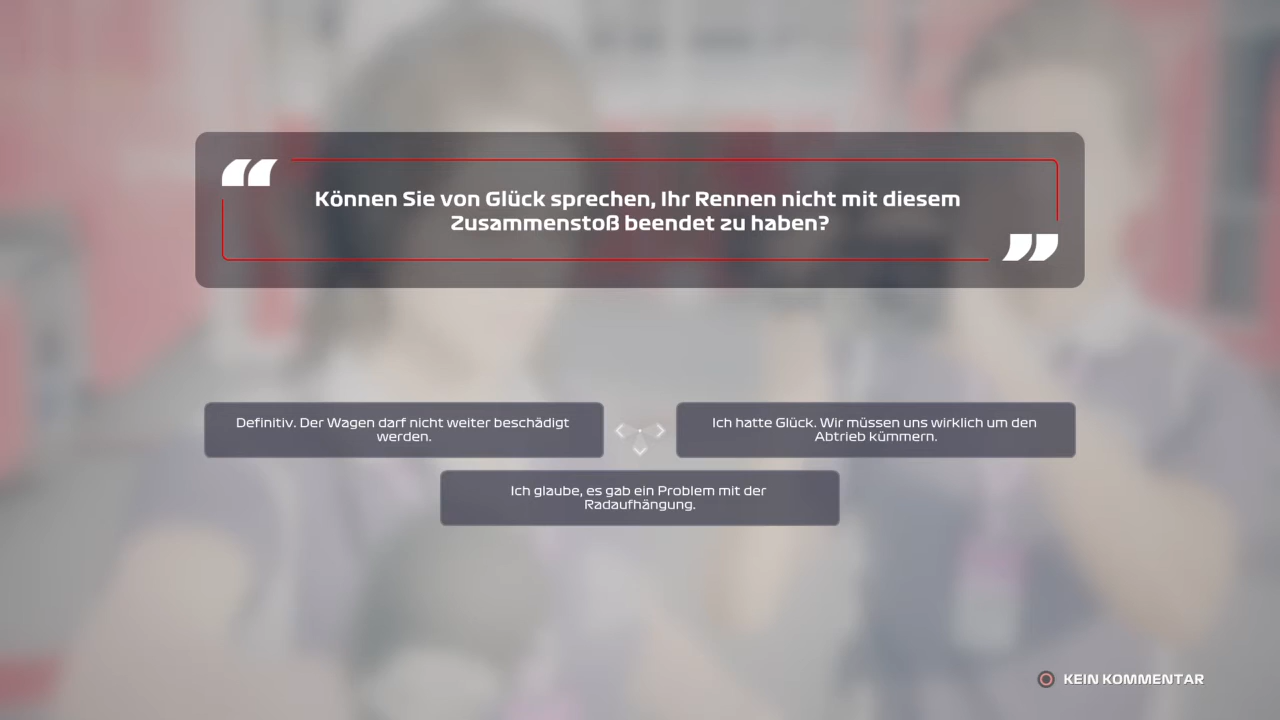 Können Sie von Glück sprechen, Ihr Rennen nicht mit diesem
Zusammenstoß beendet zu haben?
Definitiv. Der Wagen darf nicht weiter beschädigt
werden.
Ich hatte Glück. Wir müssen uns wirklich um den
Abtrieb kümmern.
Ich glaube, es gab ein Problem mit der
Radaufhängung.
KEIN KOMMENTAR